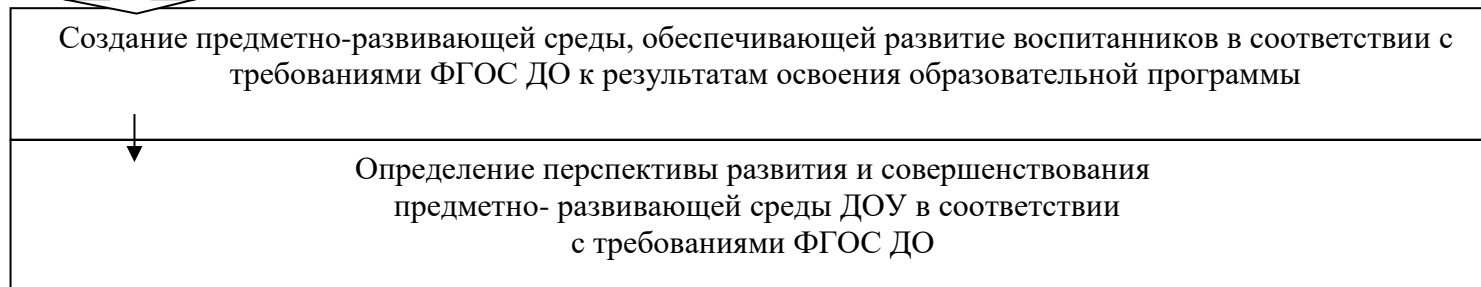 Создание предметно-развивающей среды, обеспечивающей развитие воспитанников в соответствии с
требованиями ФГОС ДО к результатам освоения образовательной программы
Определение перспективы развития и совершенствования
предметно- развивающей среды ДОУ в соответствии
с требованиями ФГОС ДО